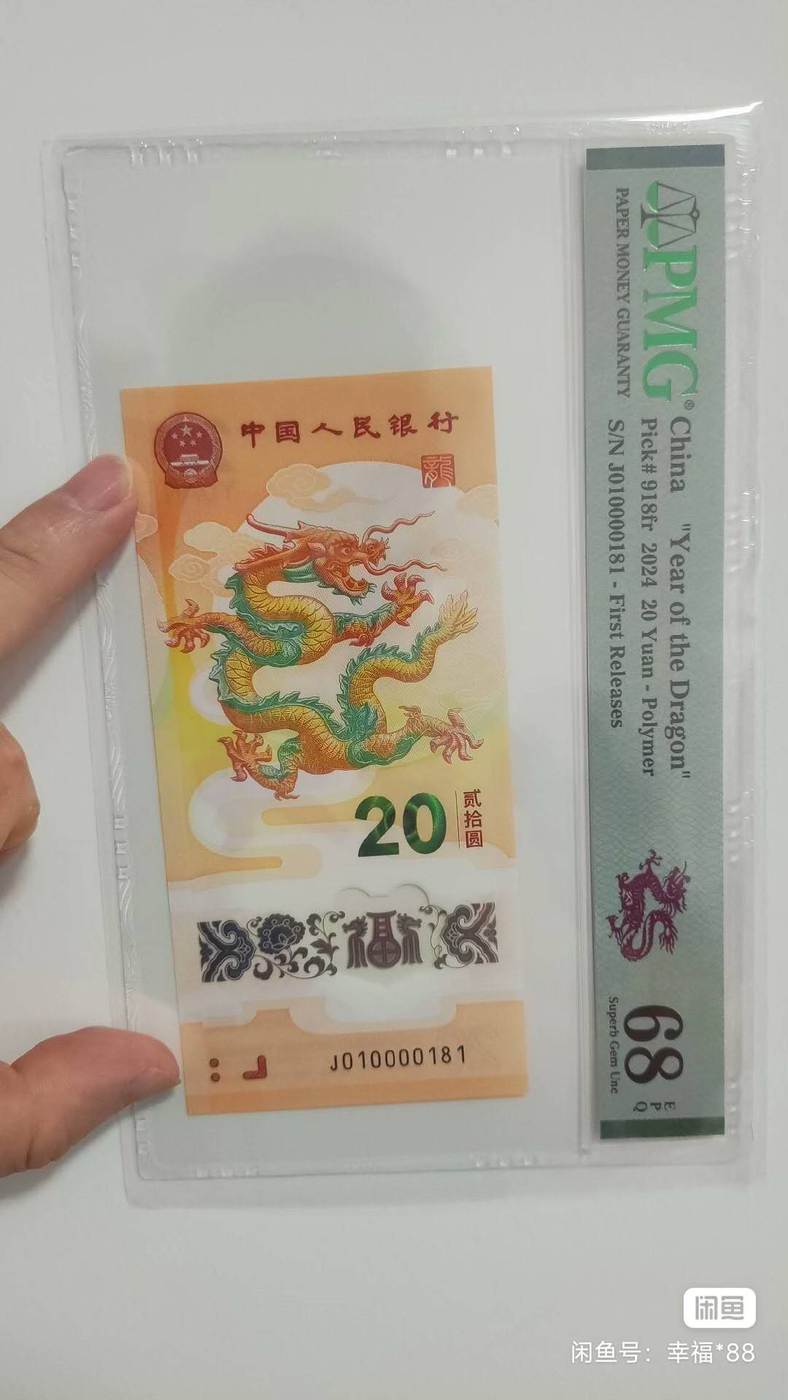 中国人民银行
龍
20
贰拾圆
J010000181
PMG®
PAPER MONEY GUARANTY
China "Year of the Dragon"
Pick# 918fr 2024 20 Yuan - Polymer
S/N J010000181 - First Releases
68
EPQ
Superb Gem Unc
闲鱼
闲鱼号：幸福*88